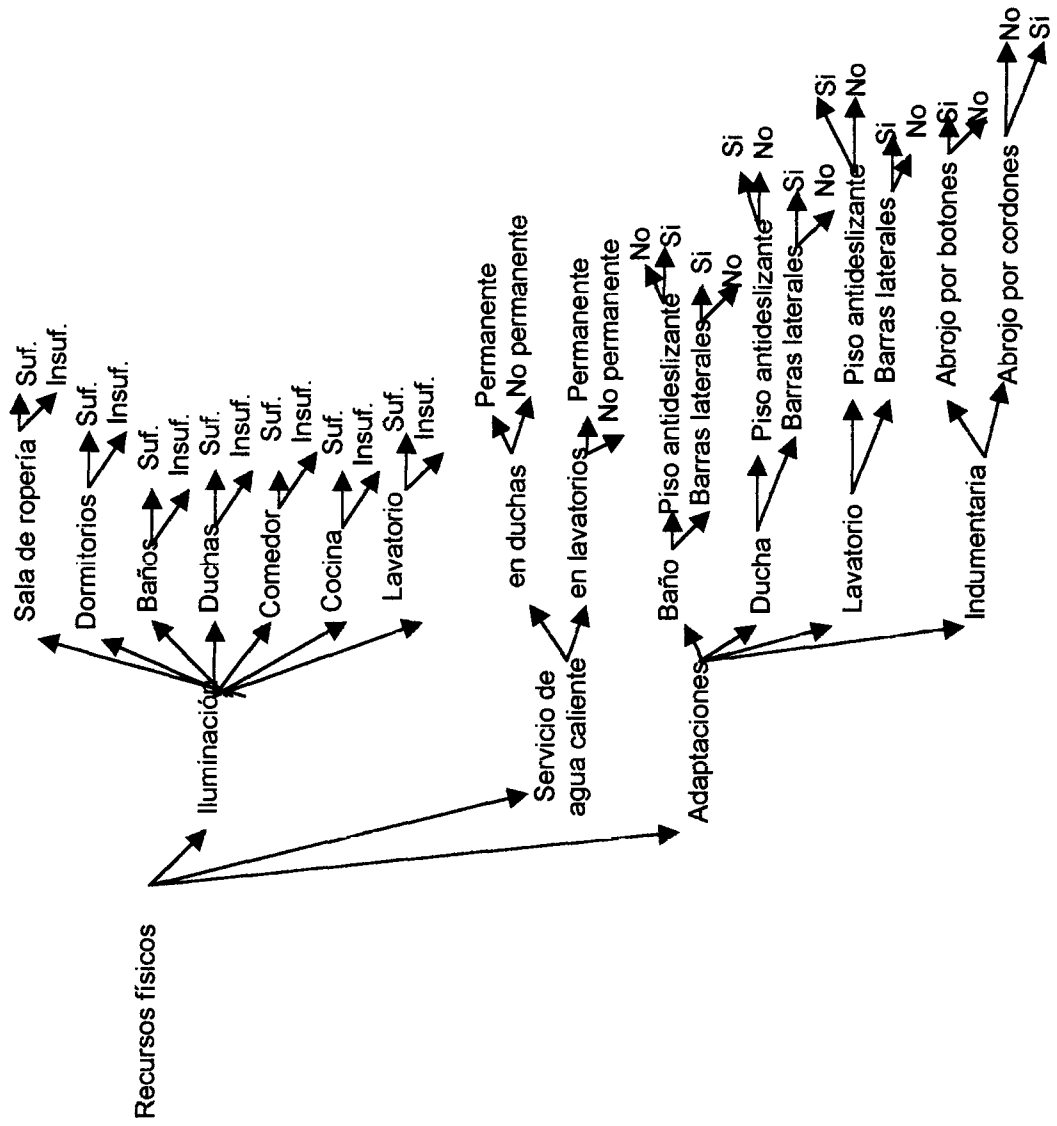 Recursos físicos
Iluminación
Sala de ropería
Suf.
Insuf.
Dormitorios
Suf.
Insuf.
Baños
Suf.
Insuf.
Duchas
Suf.
Insuf.
Comedor
Suf.
Insuf.
Cocina
Suf.
Insuf.
Lavatorio
Suf.
Insuf.
Servicio de
agua caliente
en duchas
Permanente
No permanente
en lavatorios
Permanente
No permanente
Adaptaciones
Baño
Piso antideslizante
No
Si
Barras laterales
Si
No
Ducha
Piso antideslizante
Si
No
Barras laterales
Si
No
Lavatorio
Piso antideslizante
Si
No
Barras laterales
Si
No
Indumentaria
Abrojo por botones
Si
No
Abrojo por cordones
No
Si